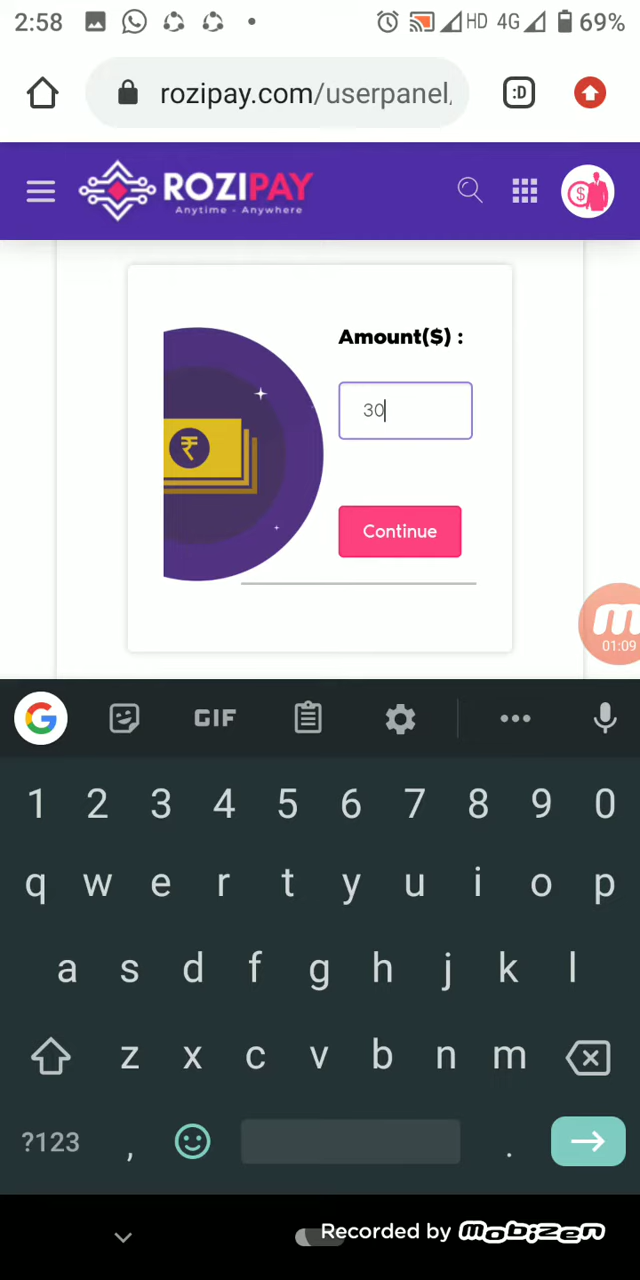 2:58 HD 4G 69%
rozipay.com/userpanel
:D
ROZIPAY
Anytime - Anywhere
$
Amount($) :
30
₹
Continue
m
01:09
G GIF
1 2 3 4 5 6 7 8 9 0
q w e r t y u i o p
a s d f g h j k l
z x c v b n m
?123 , .
Recorded by mobizen